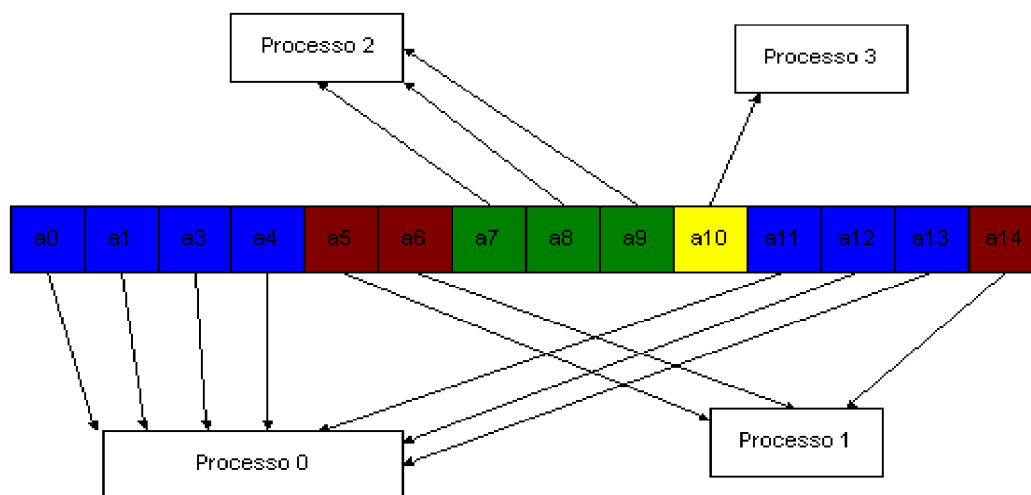 Processo 2
Processo 3
a0 a1 a3 a4 a5 a6 a7 a8 a9 a10 a11 a12 a13 a14
Processo 1
Processo 0